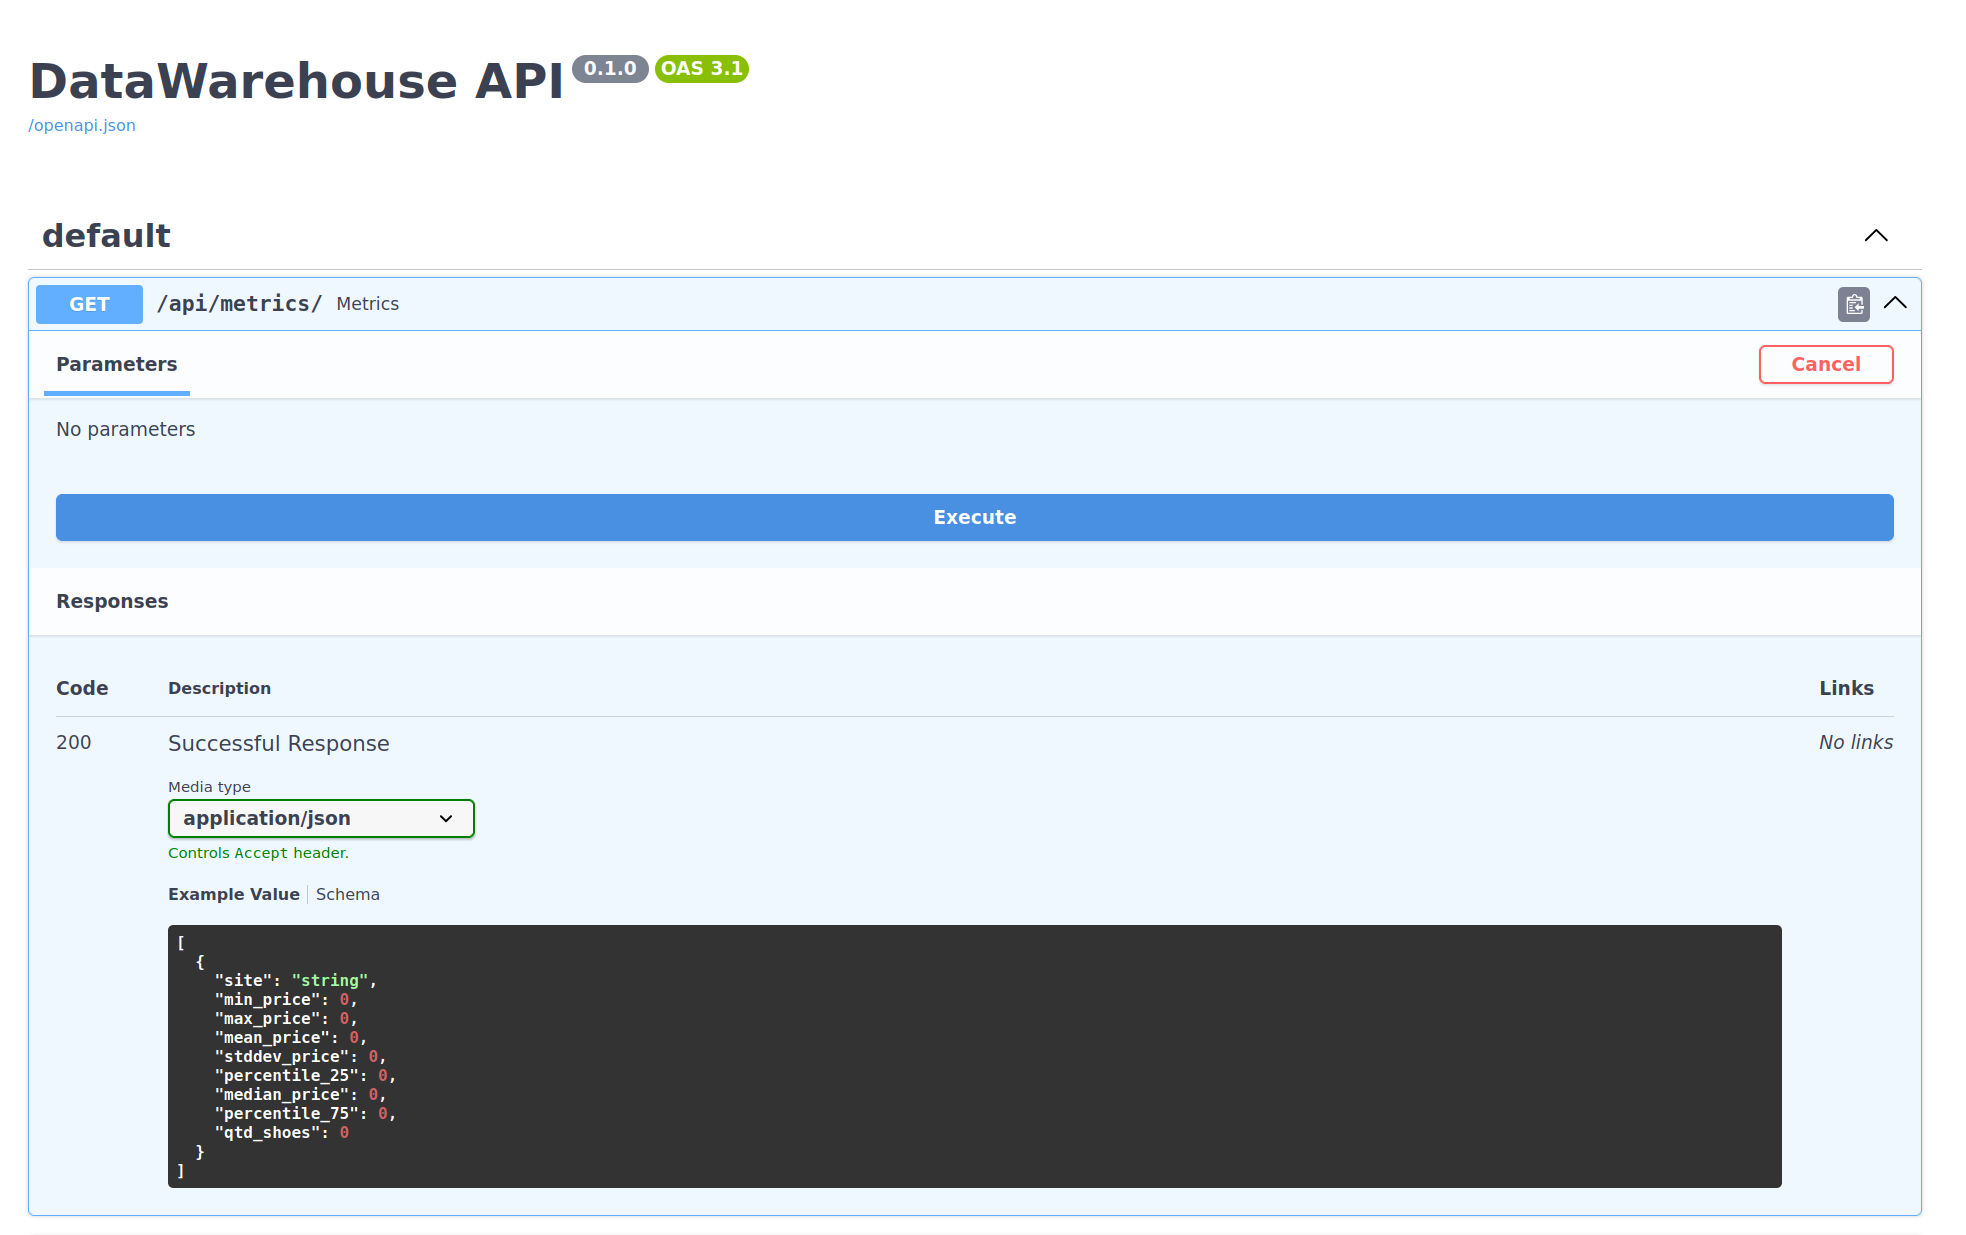 DataWarehouse API 0.1.0 OAS 3.1
/openapi.json
default
GET /api/metrics/ Metrics
Parameters Cancel
No parameters
Execute
Responses
Code Description Links
200 Successful Response No links
Media type
application/json
Controls Accept header.
Example Value Schema
[
  {
    "site": "string",
    "min_price": 0,
    "max_price": 0,
    "mean_price": 0,
    "stddev_price": 0,
    "percentile_25": 0,
    "median_price": 0,
    "percentile_75": 0,
    "qtd_shoes": 0
  }
]